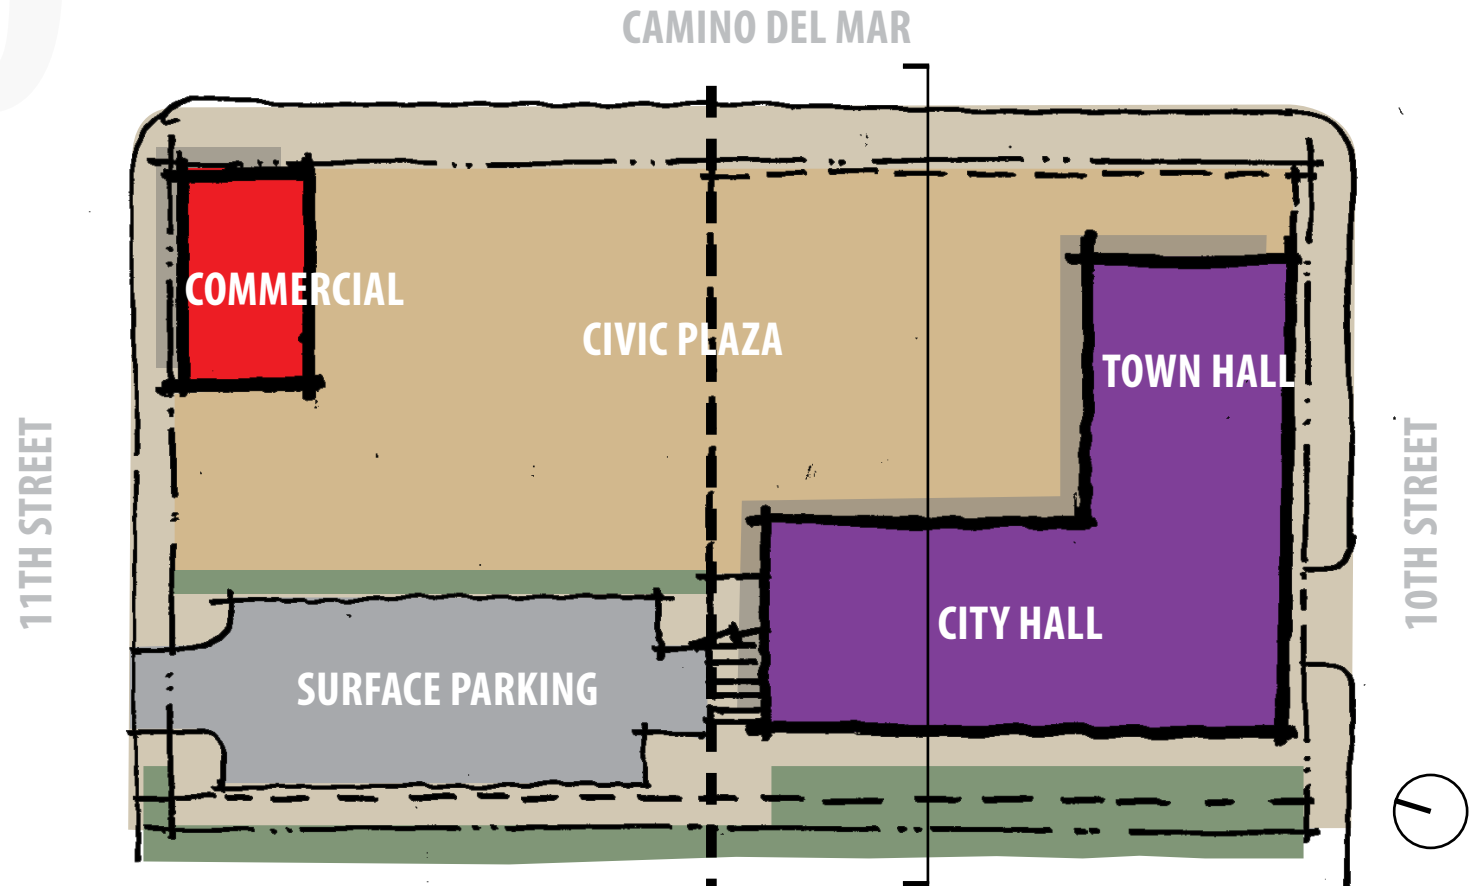 CAMINO DEL MAR
COMMERCIAL
CIVIC PLAZA
TOWN HALL
11TH STREET
10TH STREET
CITY HALL
SURFACE PARKING